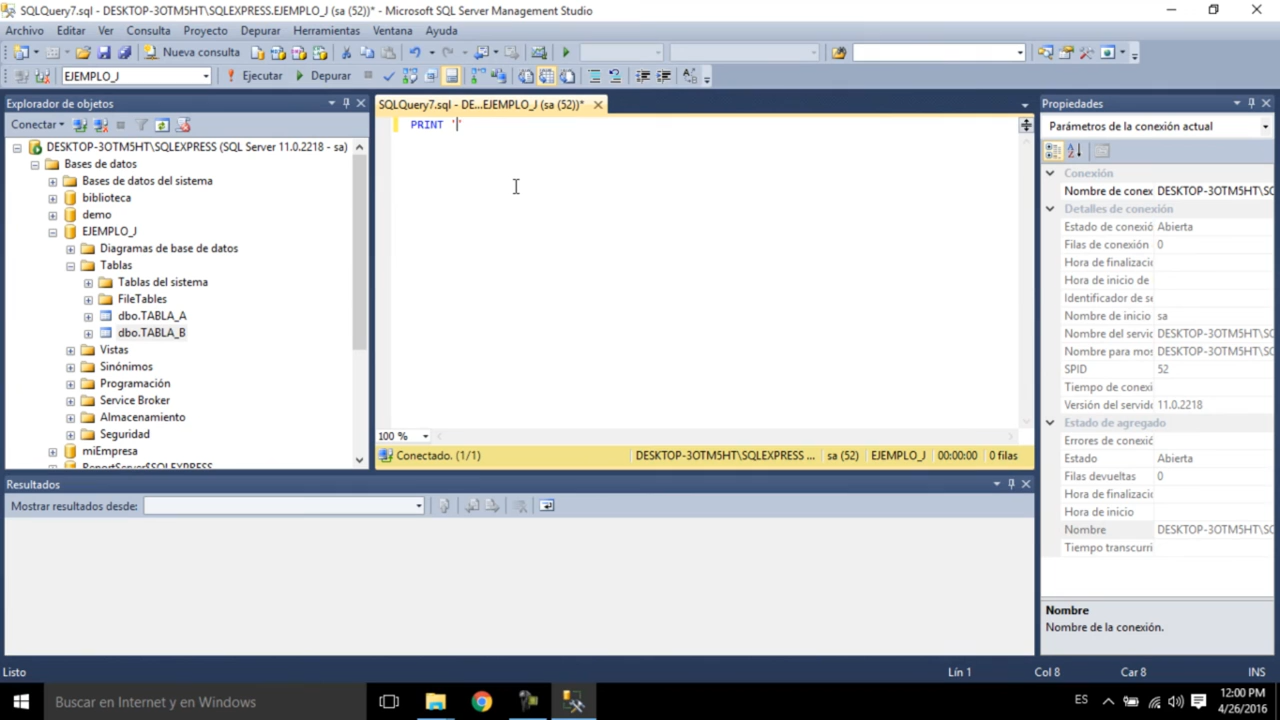 SQLQuery7.sql - DESKTOP-3OTM5HT\SQLEXPRESS.EJEMPLO_J (sa (52))* - Microsoft SQL Server Management Studio
Archivo Editar Ver Consulta Proyecto Depurar Herramientas Ventana Ayuda
Nueva consulta
EJEMPLO_J Ejecutar Depurar
Explorador de objetos
Conectar
DESKTOP-3OTM5HT\SQLEXPRESS (SQL Server 11.0.2218 - sa)
Bases de datos
Bases de datos del sistema
biblioteca
demo
EJEMPLO_J
Diagramas de base de datos
Tablas
Tablas del sistema
FileTables
dbo.TABLA_A
dbo.TABLA_B
Vistas
Sinónimos
Programación
Service Broker
Almacenamiento
Seguridad
miEmpresa
ReportServer$SQLEXPRESS
SQLQuery7.sql - DE...EJEMPLO_J (sa (52))*
PRINT ''
100 %
Conectado. (1/1) DESKTOP-3OTM5HT\SQLEXPRESS ... sa (52) EJEMPLO_J 00:00:00 0 filas
Propiedades
Parámetros de la conexión actual
Conexión
Nombre de conex DESKTOP-3OTM5HT\SQ
Detalles de conexión
Estado de conexió Abierta
Filas de conexión 0
Hora de finalizació
Hora de inicio de
Identificador de se
Nombre de inicio sa
Nombre del servid DESKTOP-3OTM5HT\SQ
Nombre para mos DESKTOP-3OTM5HT\SQ
SPID 52
Tiempo de conexi
Versión del servido 11.0.2218
Estado de agregado
Errores de conexió
Estado Abierta
Filas devueltas 0
Hora de finalizació
Hora de inicio
Nombre DESKTOP-3OTM5HT\SQ
Tiempo transcurri
Nombre
Nombre de la conexión.
Resultados
Mostrar resultados desde:
Listo Lín 1 Col 8 Car 8 INS
Buscar en Internet y en Windows
ES
12:00 PM
4/26/2016